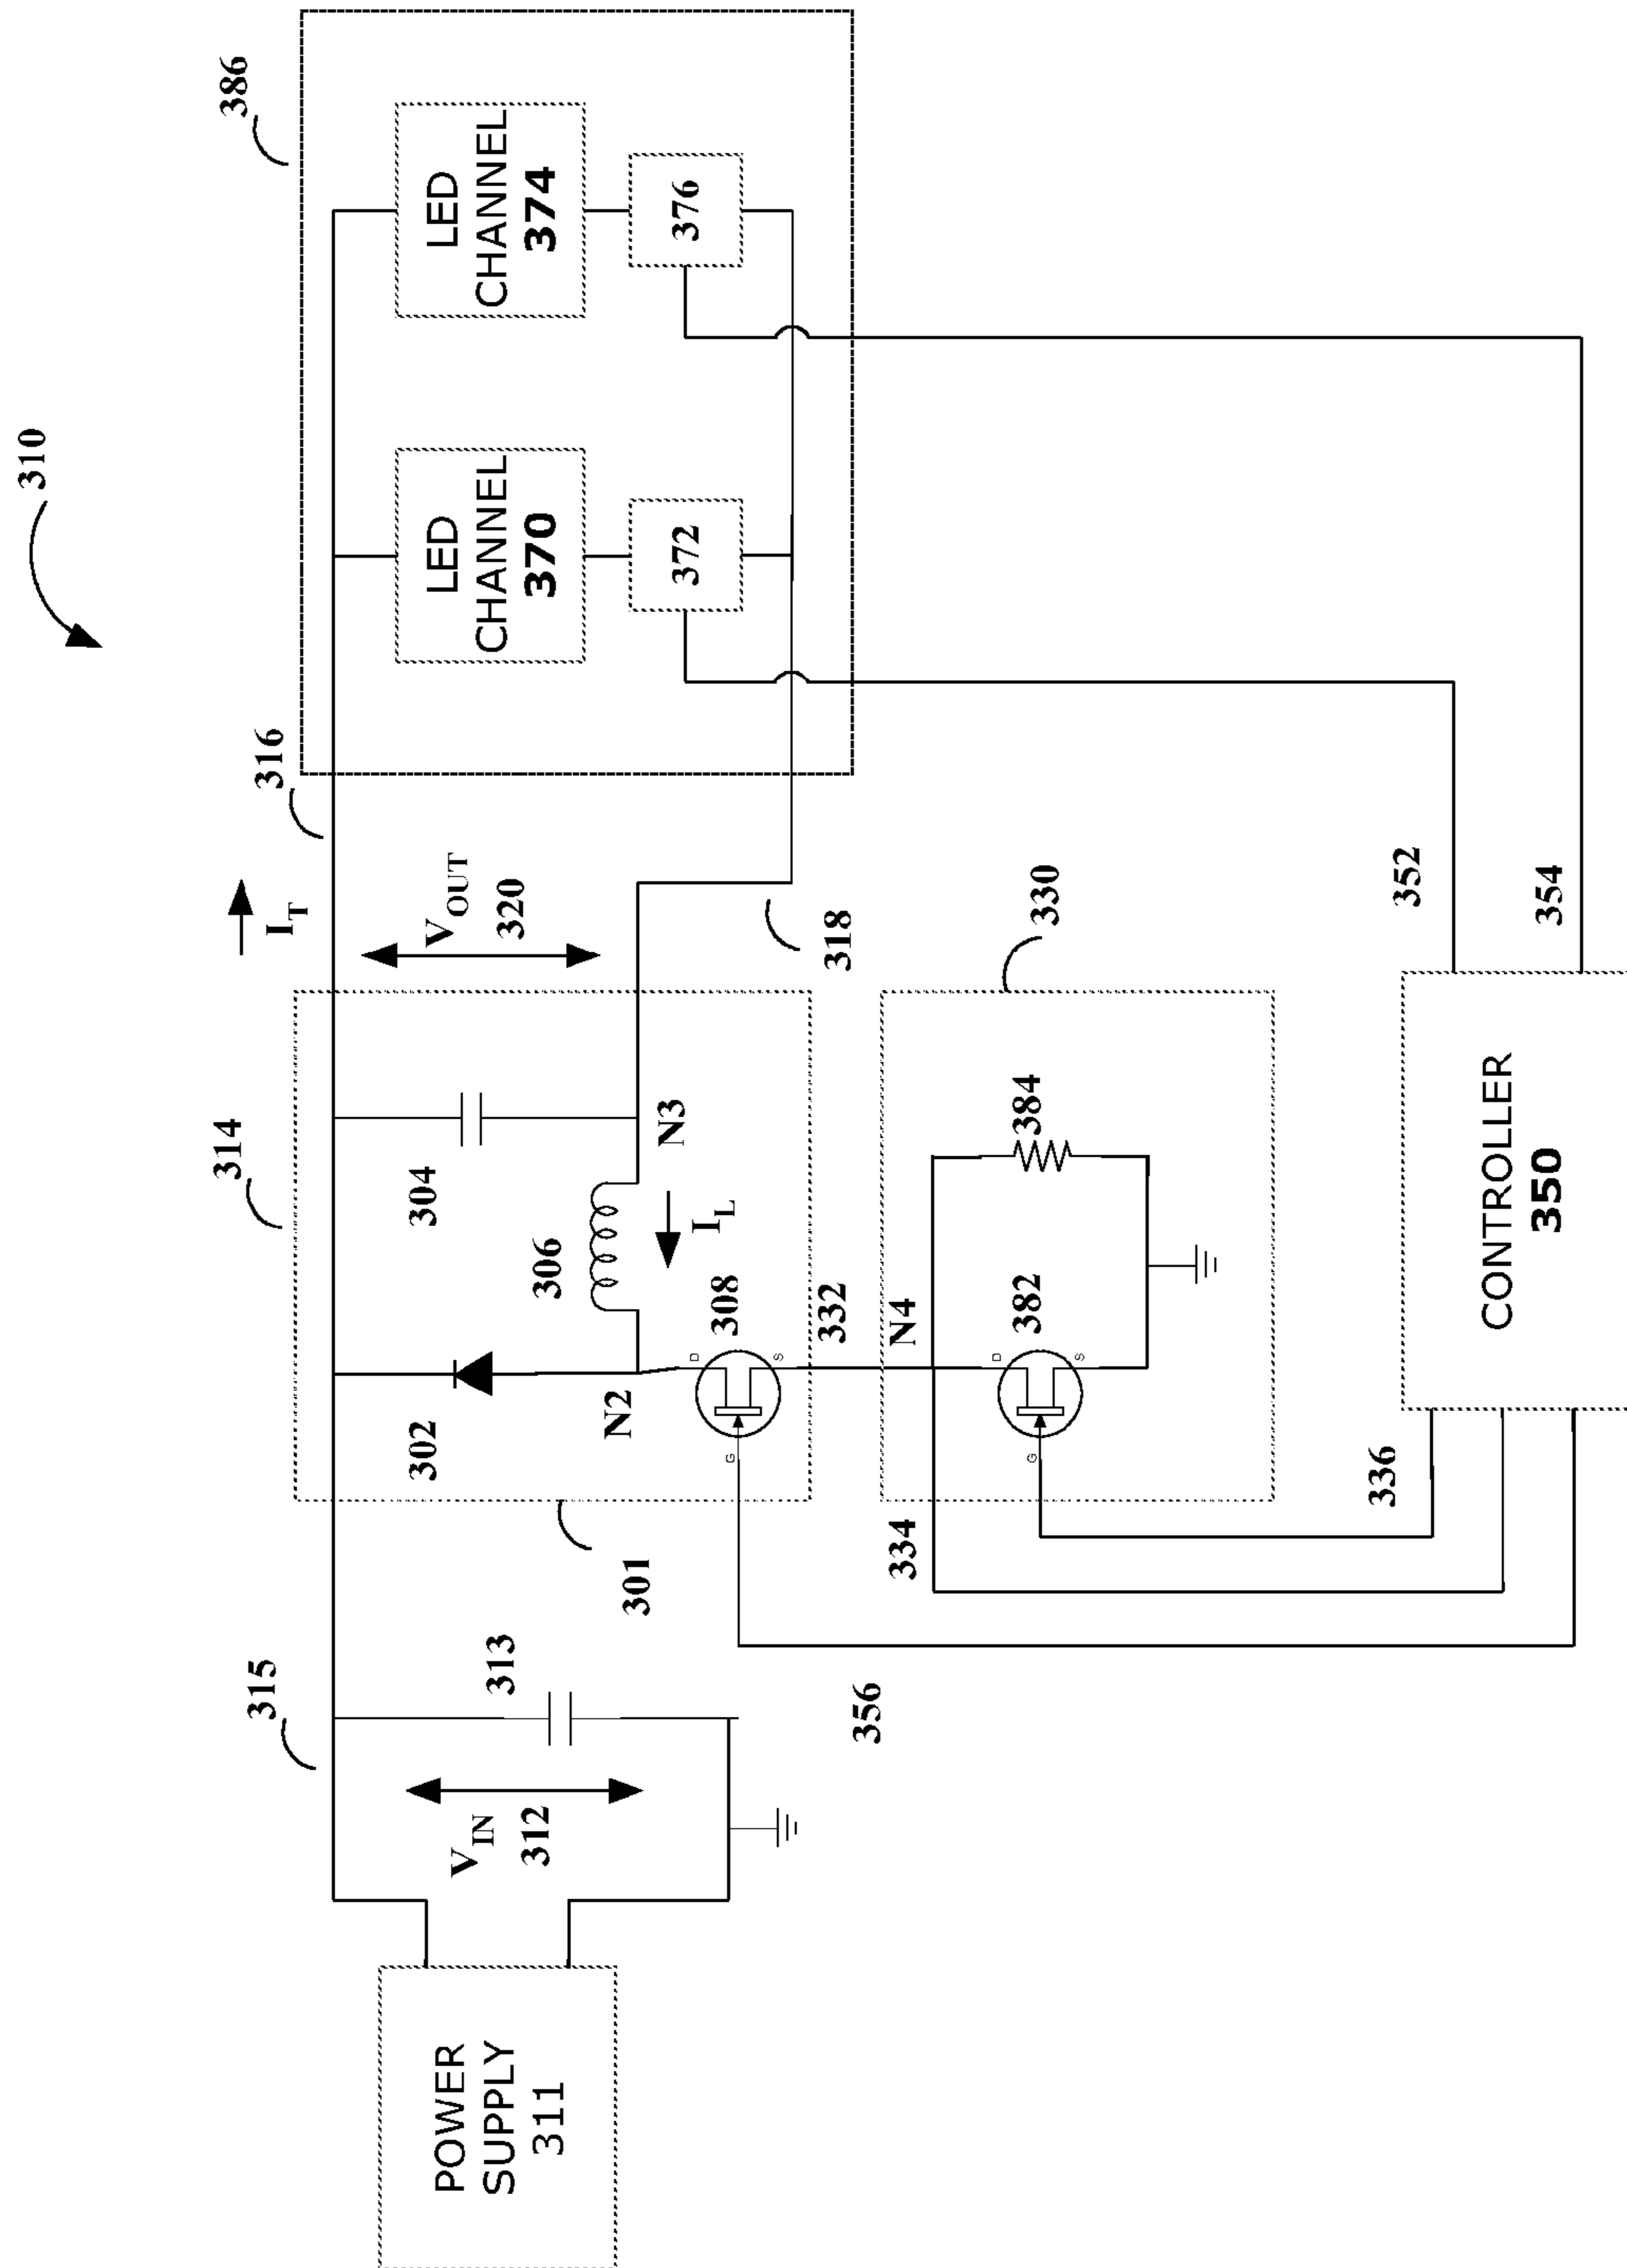 310
386
316
I_T
314
315
LED
CHANNEL
370
LED
CHANNEL
374
V_OUT
320
302
304
POWER
SUPPLY
311
V_IN
312
313
306
372
376
N2
N3
I_L
301
D
308
G
S
318
332
356
334
N4
330
D
382
384
G
S
336
352
354
CONTROLLER
350